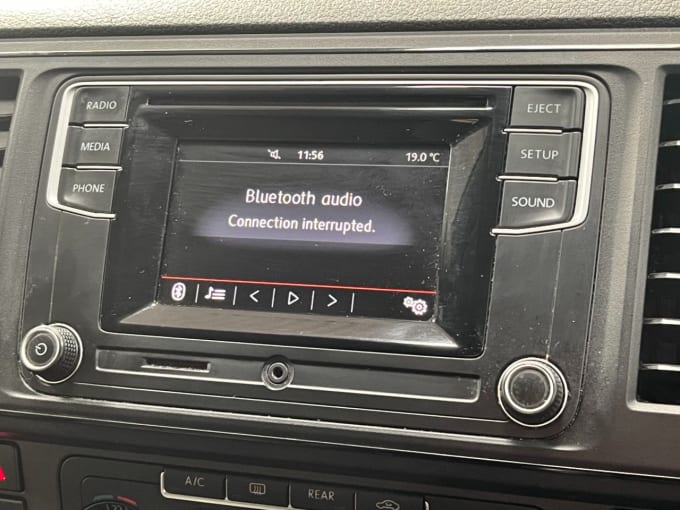 RADIO
EJECT
MEDIA
SETUP
PHONE
SOUND
11:56
19.0 °C
Bluetooth audio
Connection interrupted.
A/C
REAR